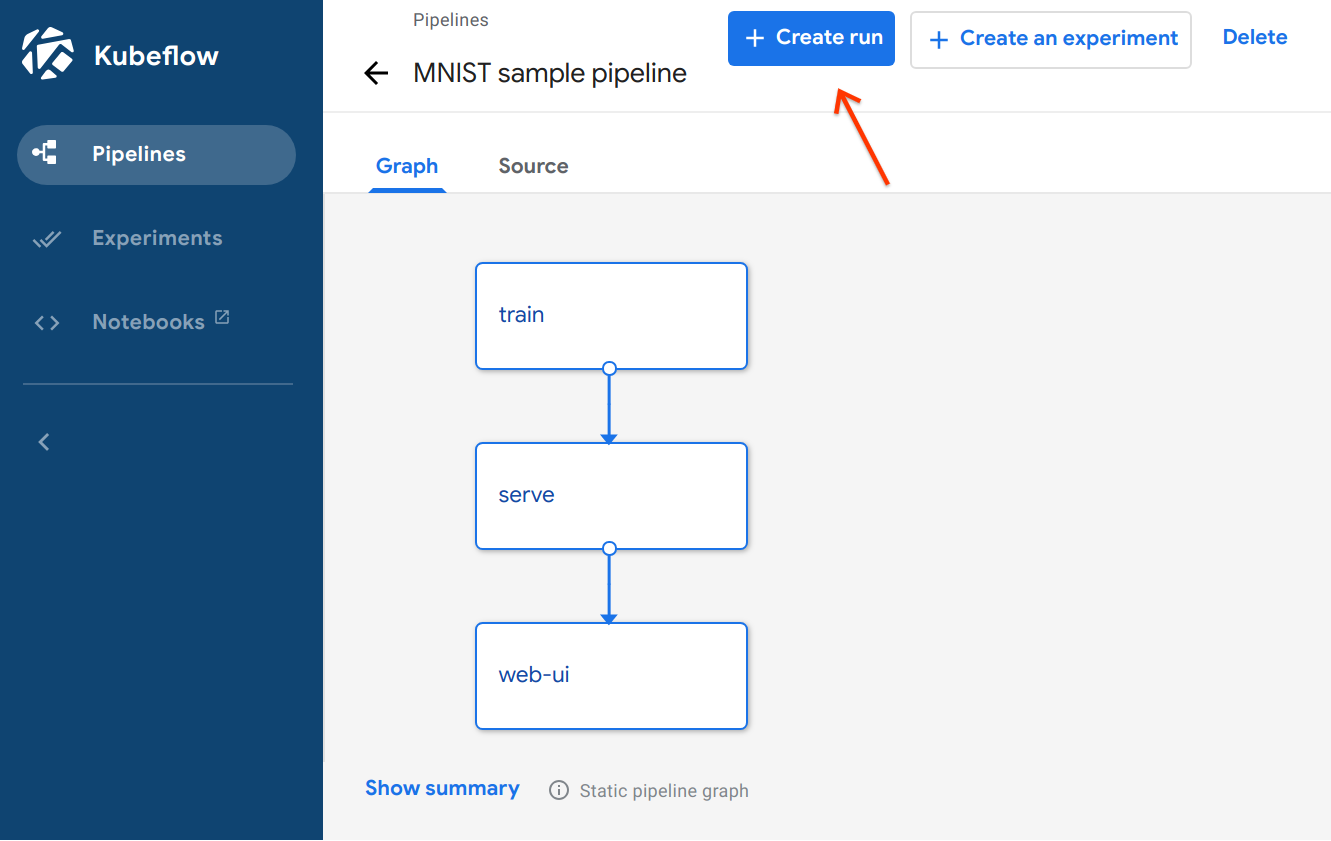 Kubeflow
Pipelines
Experiments
Notebooks
Pipelines
MNIST sample pipeline
+ Create run
+ Create an experiment
Delete
Graph
Source
train
serve
web-ui
Show summary
Static pipeline graph